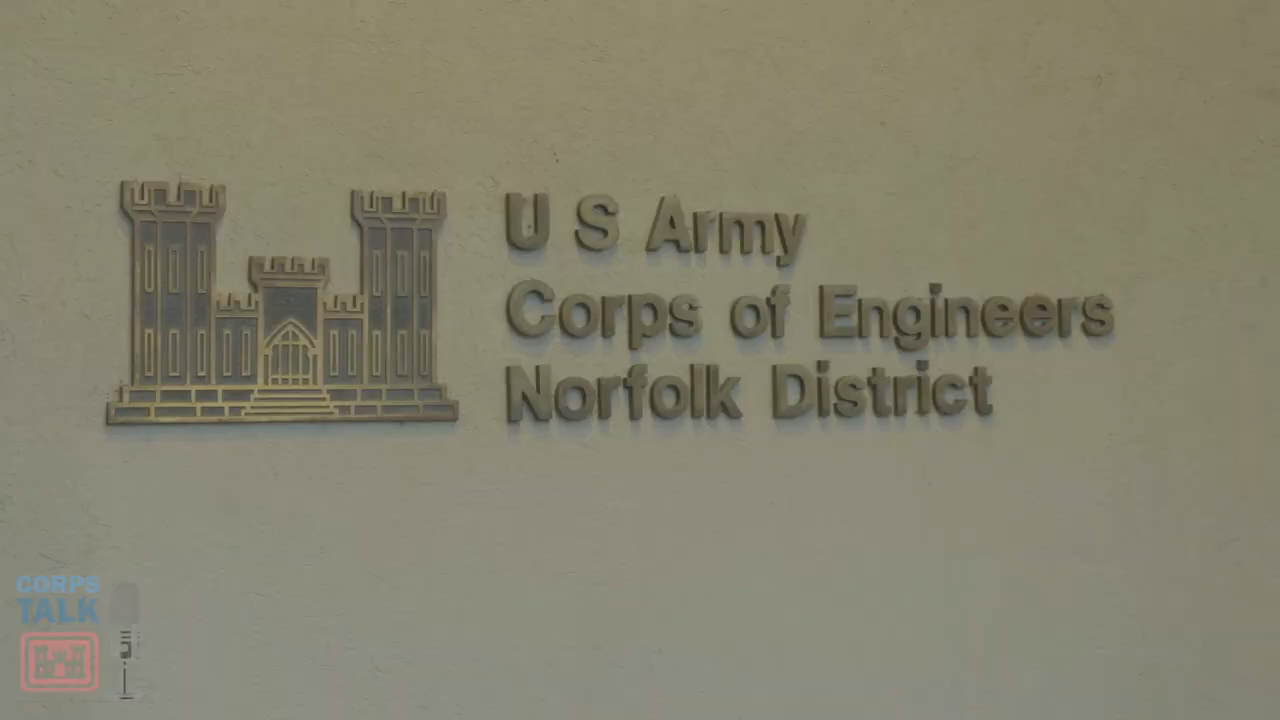 U S Army
Corps of Engineers
Norfolk District
CORPS
TALK